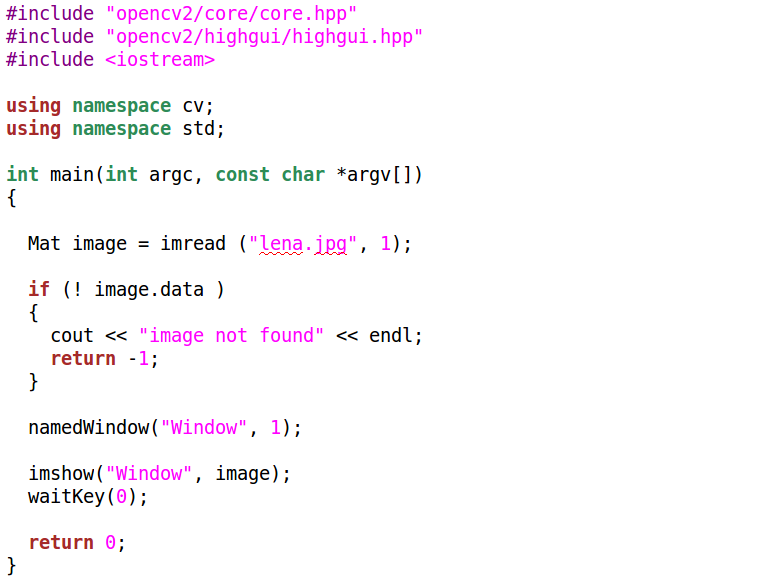 #include "opencv2/core/core.hpp"
#include "opencv2/highgui/highgui.hpp"
#include <iostream>
using namespace cv;
using namespace std;
int main(int argc, const char *argv[])
{
Mat image = imread ("lena.jpg", 1);
if (! image.data )
{
cout << "image not found" << endl;
return -1;
}
namedWindow("Window", 1);
imshow("Window", image);
waitKey(0);
return 0;
}